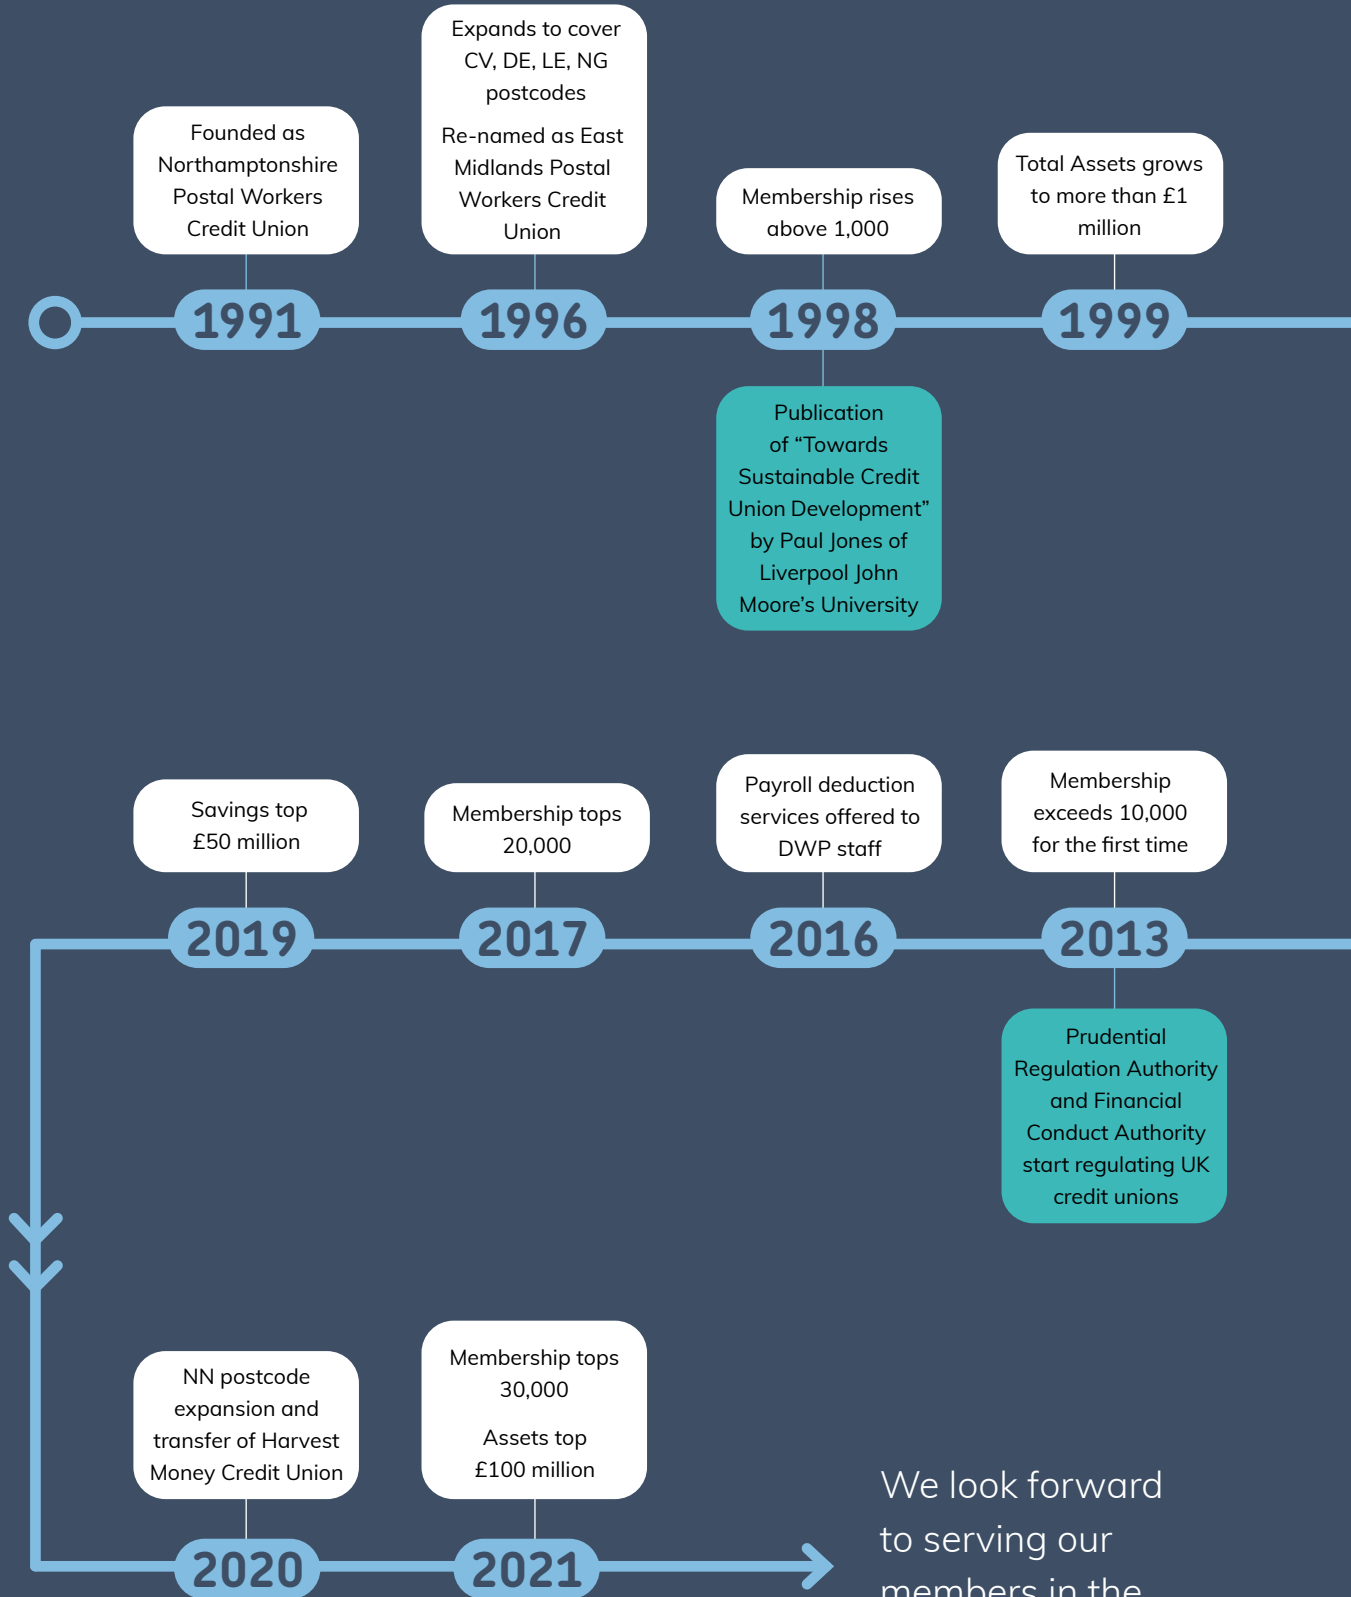 Founded as
Northamptonshire
Postal Workers
Credit Union
1991
Expands to cover
CV, DE, LE, NG
postcodes
Re-named as East
Midlands Postal
Workers Credit
Union
1996
Membership rises
above 1,000
1998
Publication
of “Towards
Sustainable Credit
Union Development”
by Paul Jones of
Liverpool John
Moore’s University
Total Assets grows
to more than £1
million
1999
Membership
exceeds 10,000
for the first time
2013
Prudential
Regulation Authority
and Financial
Conduct Authority
start regulating UK
credit unions
Payroll deduction
services offered to
DWP staff
2016
Membership tops
20,000
2017
Savings top
£50 million
2019
NN postcode
expansion and
transfer of Harvest
Money Credit Union
2020
Membership tops
30,000
Assets top
£100 million
2021
We look forward
to serving our
members in the